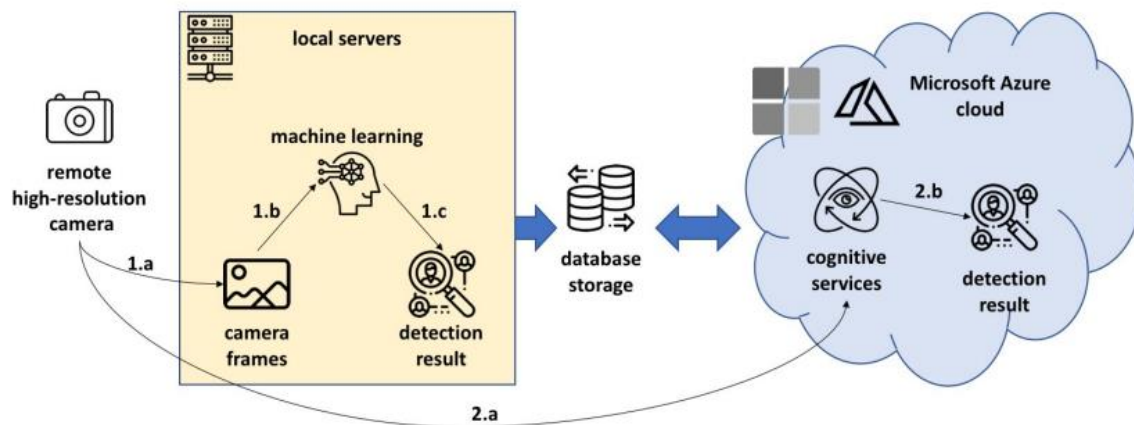 local servers
Microsoft Azure
cloud
machine learning
remote
high-resolution
camera
1.b
1.c
2.b
1.a
database
storage
cognitive
services
detection
result
camera
frames
detection
result
2.a